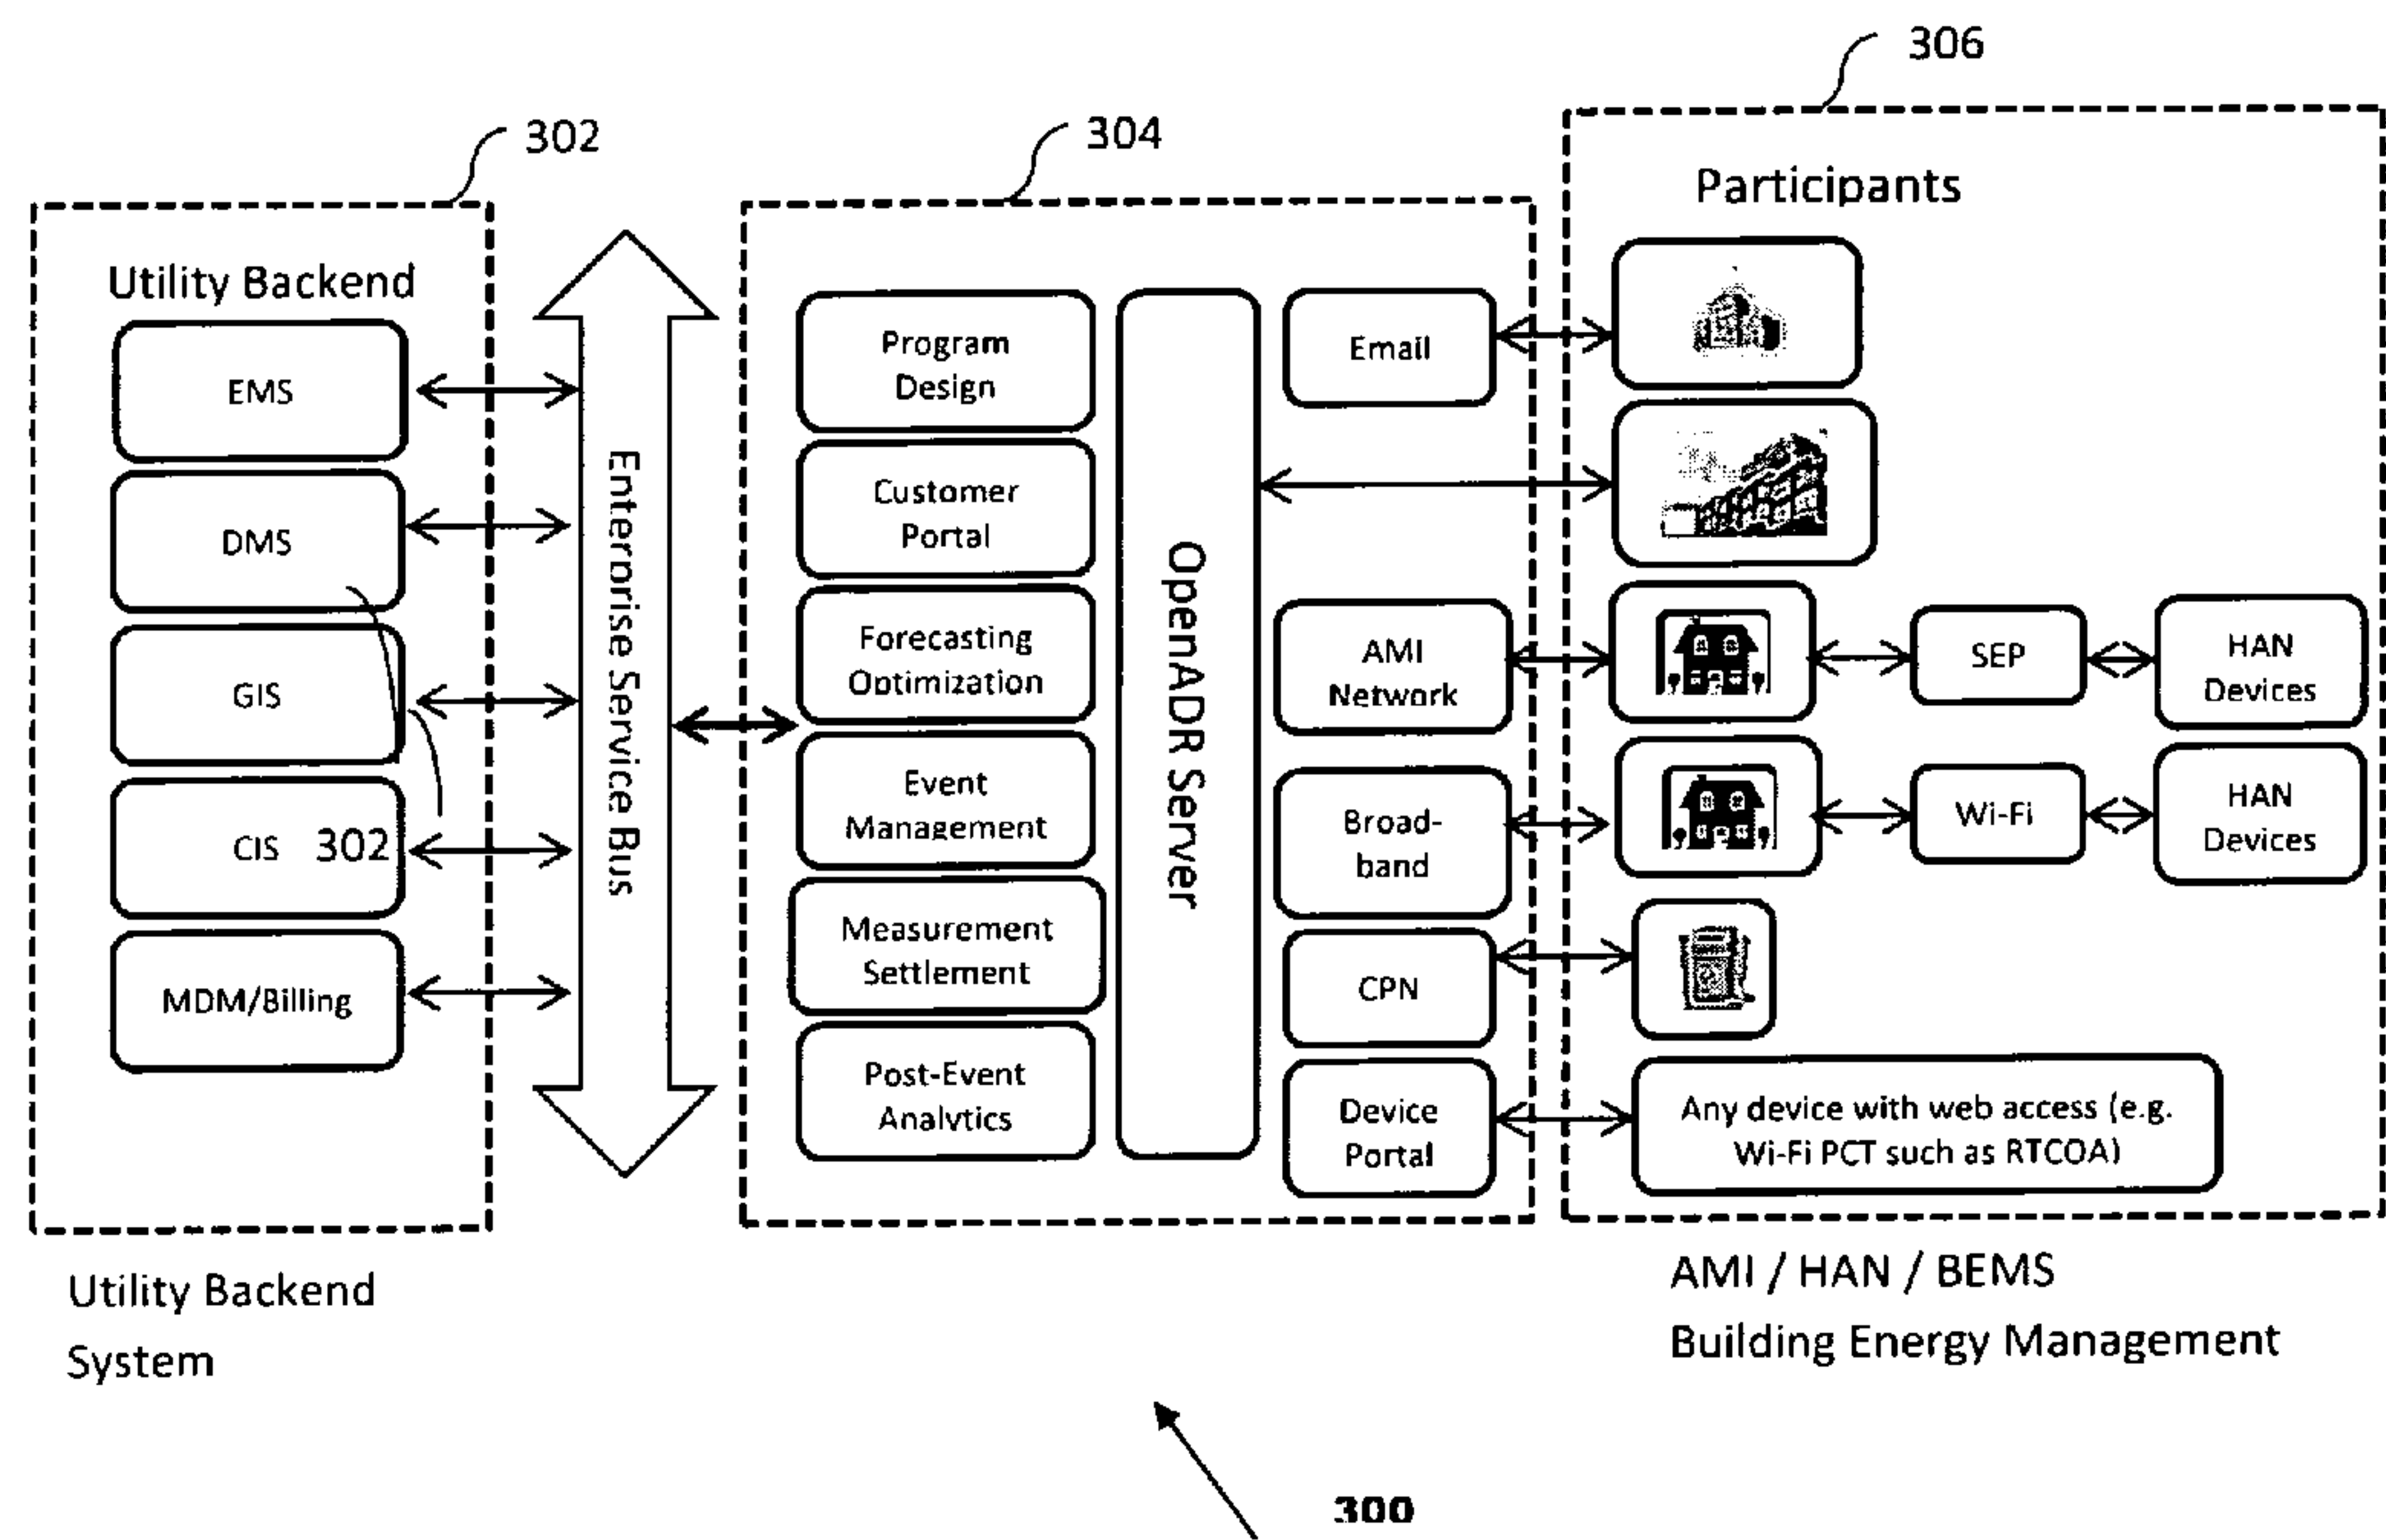 306
302
304
Participants
Utility Backend
EMS
DMS
GIS
CIS
302
MDM/Billing
Enterprise Service Bus
Program
Design
Customer
Portal
Forecasting
Optimization
Event
Management
Measurement
Settlement
Post-Event
Analytics
OpenADR Server
Email
AMI
Network
Broad-
band
CPN
Device
Portal
SEP
HAN
Devices
Wi-Fi
HAN
Devices
Any device with web access (e.g.
Wi-Fi PCT such as RTCOA)
Utility Backend
System
AMI / HAN / BEMS
Building Energy Management
300